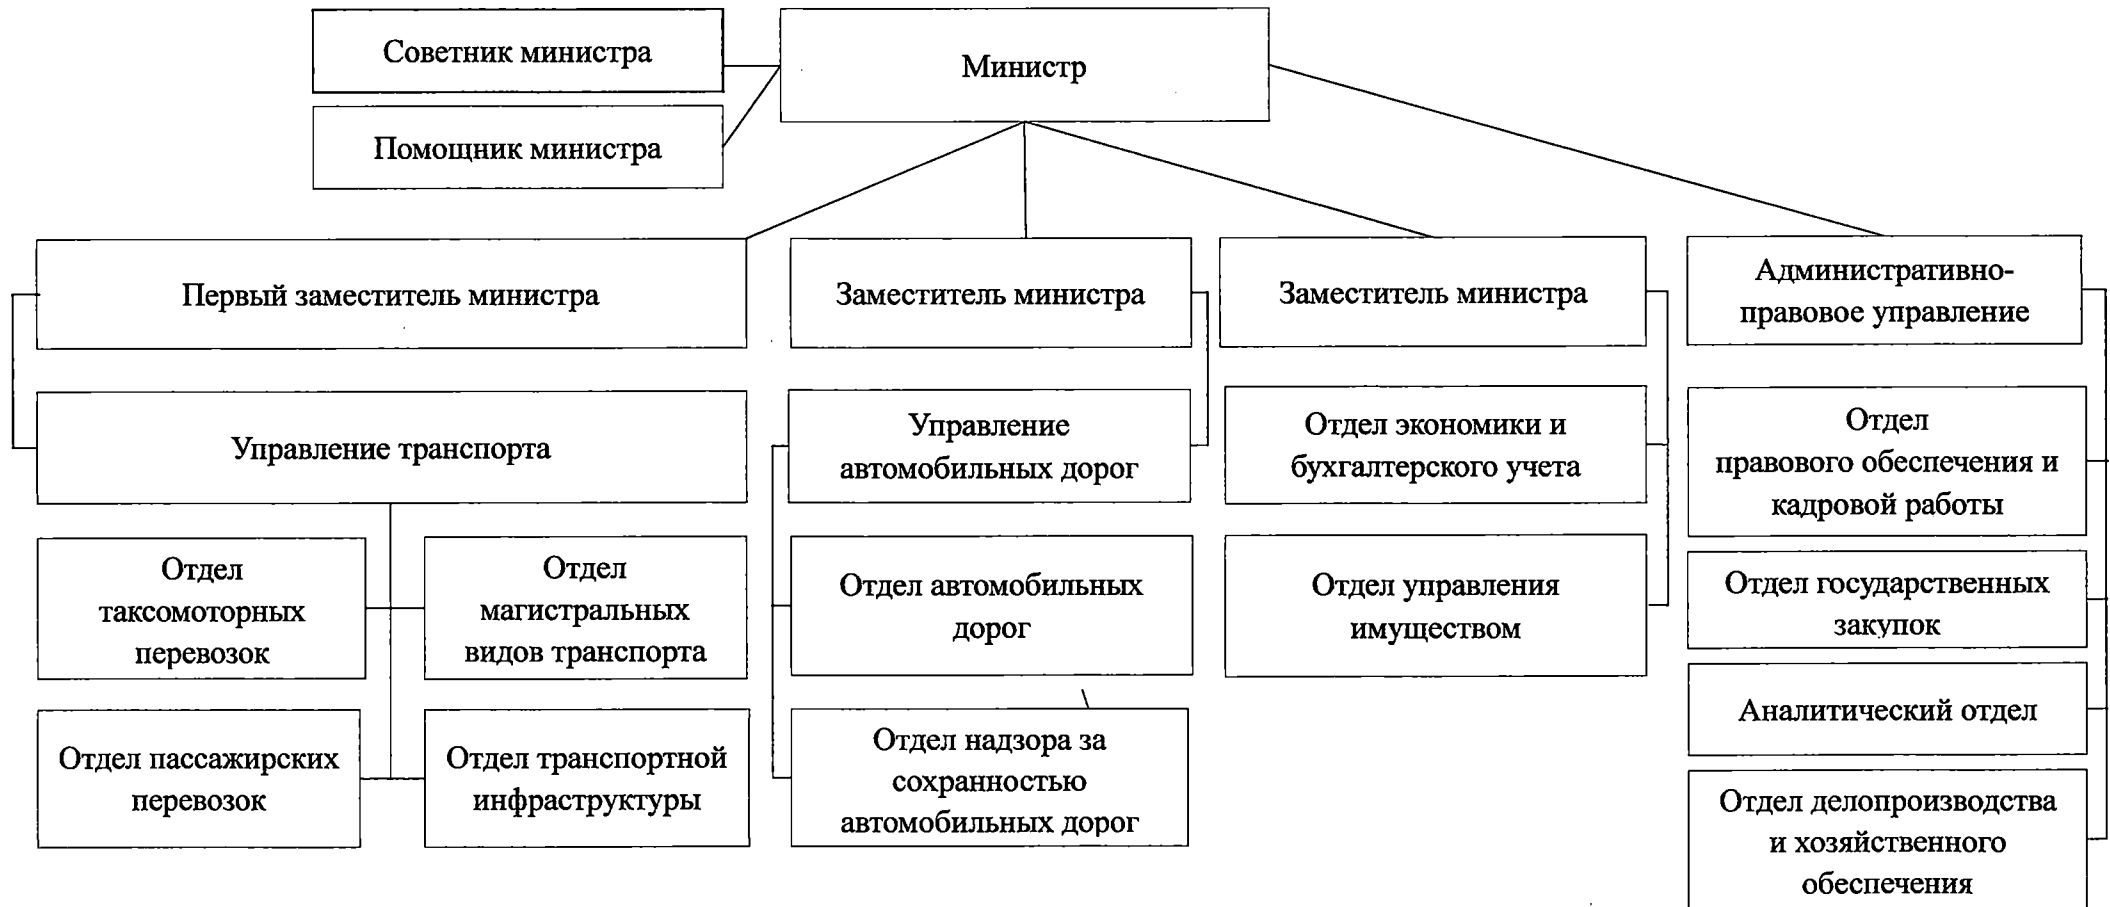 Советник министра
Министр
Помощник министра
Первый заместитель министра
Заместитель министра
Заместитель министра
Административно-
правовое управление
Управление транспорта
Управление
автомобильных дорог
Отдел экономики и
бухгалтерского учета
Отдел
правового обеспечения и
кадровой работы
Отдел
таксомоторных
перевозок
Отдел
магистральных
видов транспорта
Отдел автомобильных
дорог
Отдел управления
имуществом
Отдел государственных
закупок
Аналитический отдел
Отдел пассажирских
перевозок
Отдел транспортной
инфраструктуры
Отдел надзора за
сохранностью
автомобильных дорог
Отдел делопроизводства
и хозяйственного
обеспечения